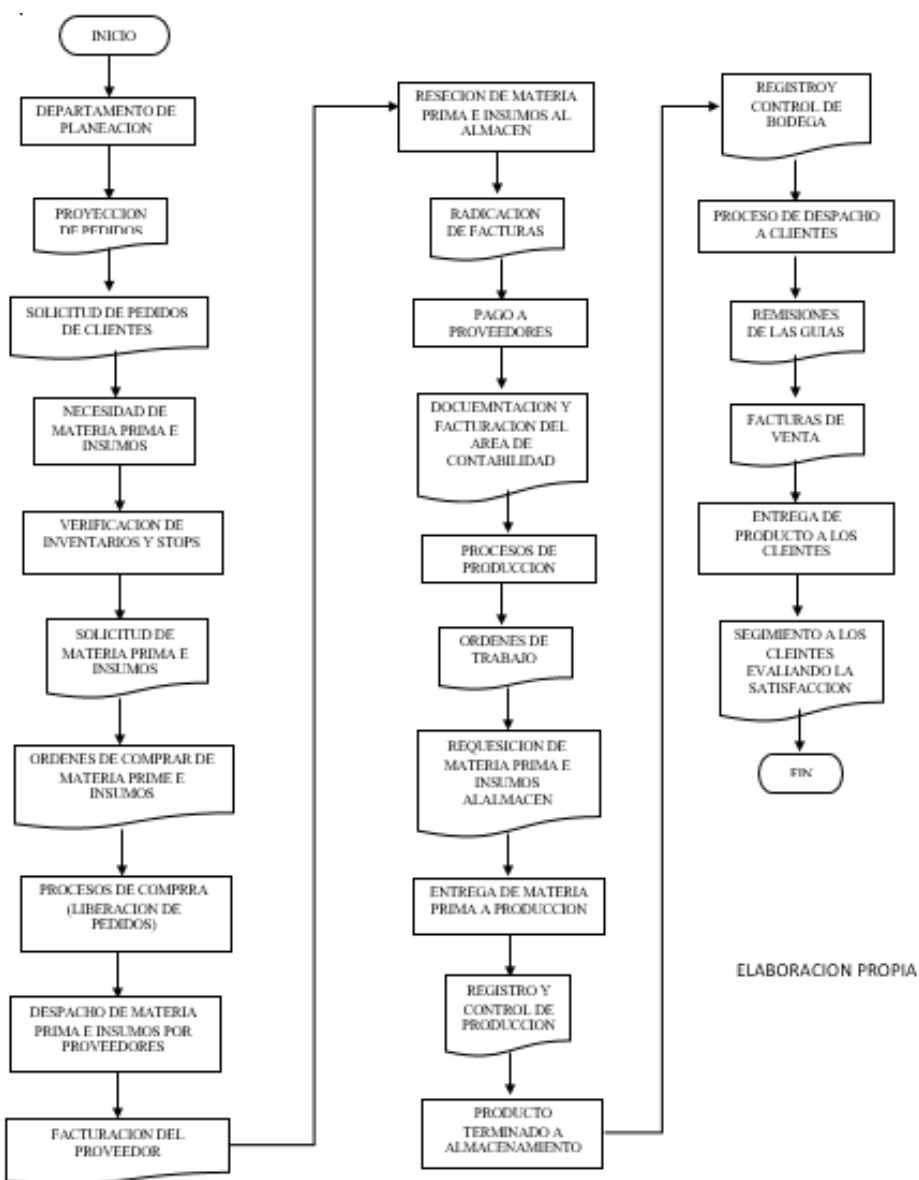 INICIO
DEPARTAMENTO DE
PLANEACION
PROYECCION
DE PEDIDOS
SOLICITUD DE PEDIDOS
DE CLIENTES
NECESIDAD DE
MATERIA PRIMA E
INSUMOS
VERIFICACION DE
INVENTARIOS Y STOPS
SOLICITUD DE
MATERIA PRIMA E
INSUMOS
ORDENES DE COMPRAR DE
MATERIA PRIME E
INSUMOS
PROCESOS DE COMPRRA
(LIBERACION DE
PEDIDOS)
DESPACHO DE MATERIA
PRIMA E INSUMOS POR
PROVEEDORES
FACTURACION DEL
PROVEEDOR
RESECION DE MATERIA
PRIMA E INSUMOS AL
ALMACEN
RADICACION
DE FACTURAS
PAGO A
PROVEEDORES
DOCUEMNTACION Y
FACTURACION DEL
AREA DE
CONTABILIDAD
PROCESOS DE
PRODUCCION
ORDENES DE
TRABAJO
REQUESICION DE
MATERIA PRIMA E
INSUMOS
ALALMACEN
ENTREGA DE MATERIA
PRIMA A PRODUCCION
REGISTRO Y
CONTROL DE
PRODUCCION
PRODUCTO
TERMINADO A
ALMACENAMIENTO
REGISTROY
CONTROL DE
BODEGA
PROCESO DE DESPACHO
A CLIENTES
REMISIONES
DE LAS GUIAS
FACTURAS DE
VENTA
ENTREGA DE
PRODUCTO A LOS
CLEINTES
SEGIMIENTO A LOS
CLEINTES
EVALIANDO LA
SATISFACCION
FIN
ELABORACION PROPIA